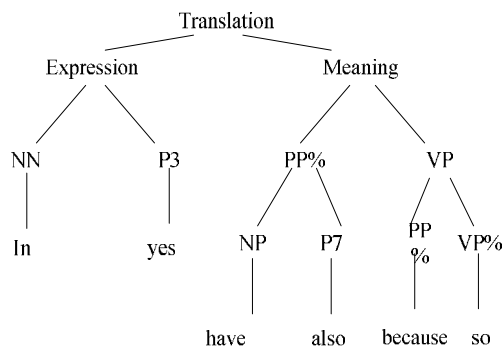 Translation
Expression Meaning
NN P3 PP% VP
In yes NP P7 PP % VP%
have also because so